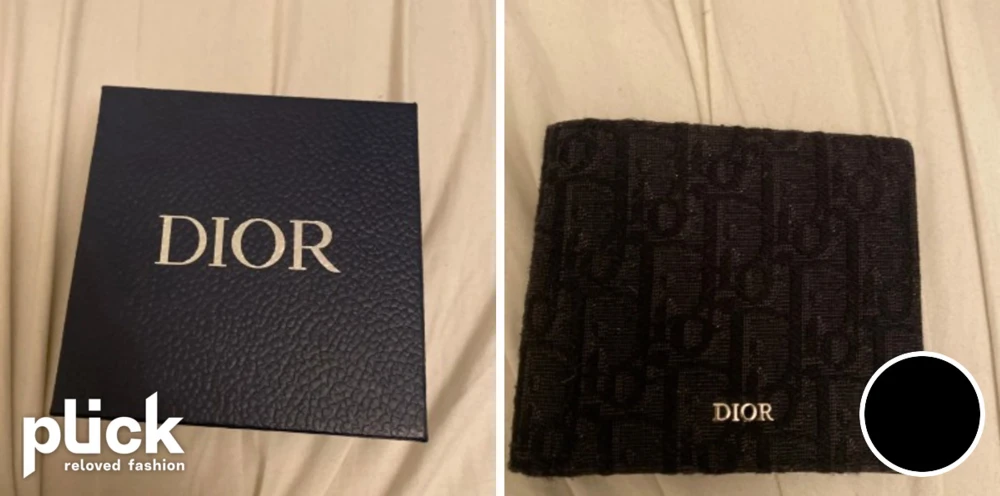 DIOR
DIOR
plick
reloved fashion